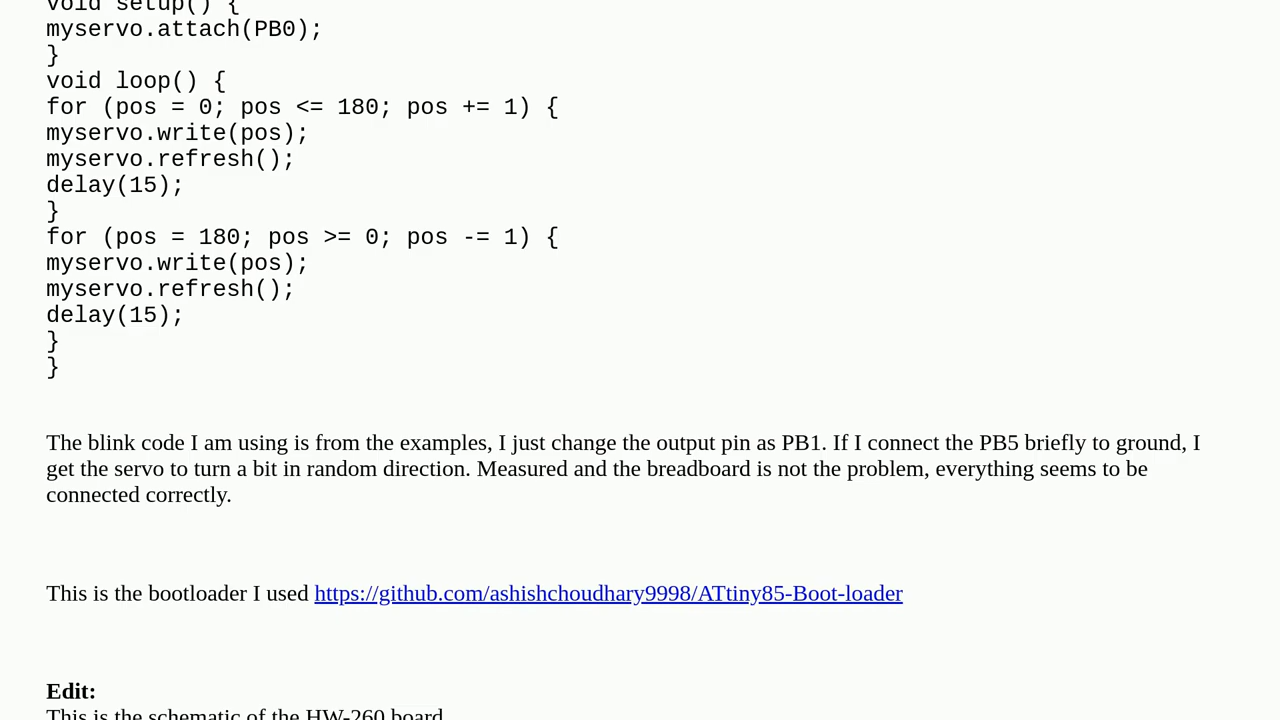 void setup() {
myservo.attach(PB0);
}
void loop() {
for (pos = 0; pos <= 180; pos += 1) {
myservo.write(pos);
myservo.refresh();
delay(15);
}
for (pos = 180; pos >= 0; pos -= 1) {
myservo.write(pos);
myservo.refresh();
delay(15);
}
}
The blink code I am using is from the examples, I just change the output pin as PB1. If I connect the PB5 briefly to ground, I
get the servo to turn a bit in random direction. Measured and the breadboard is not the problem, everything seems to be
connected correctly.
This is the bootloader I used https://github.com/ashishchoudhary9998/ATtiny85-Boot-loader
Edit:
This is the schematic of the HW-260 board